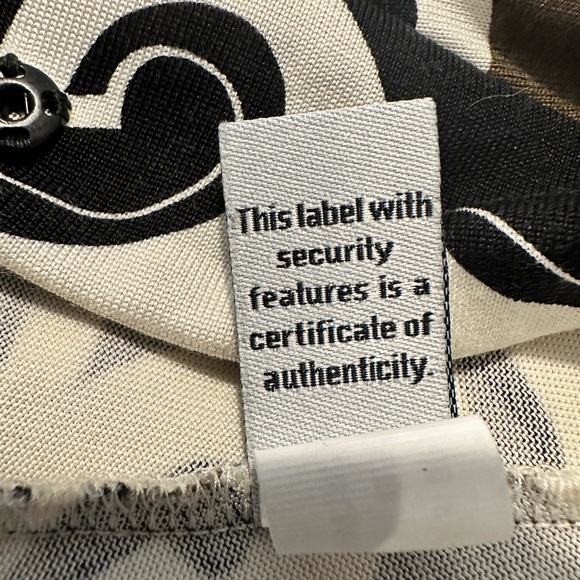 This label with
security
features is a
certificate of
authenticity.